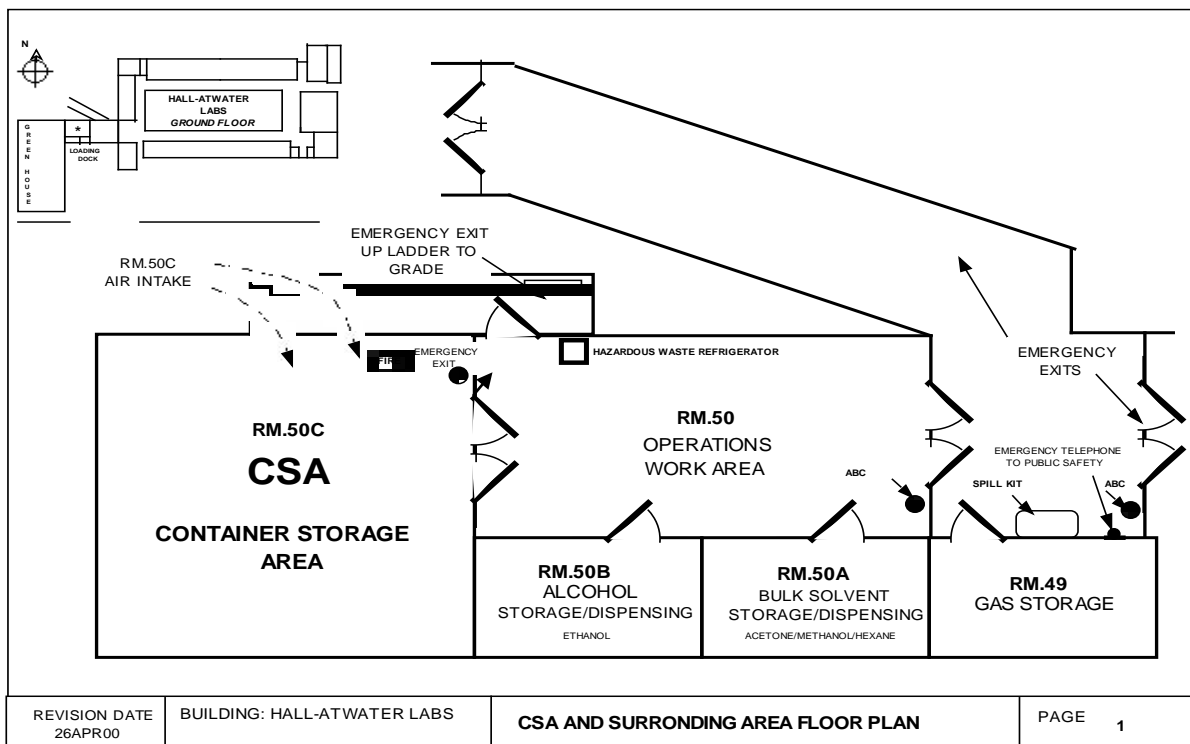 N
HALL-ATWATER
LABS
GROUND FLOOR
GREEN HOUSE
*
LOADING
DOCK
EMERGENCY EXIT
UP LADDER TO
GRADE
RM.50C
AIR INTAKE
EMERGENCY
EXIT
HAZARDOUS WASTE REFRIGERATOR
EMERGENCY
EXITS
RM.50C
CSA
CONTAINER STORAGE
AREA
RM.50
OPERATIONS
WORK AREA
ABC
EMERGENCY TELEPHONE
TO PUBLIC SAFETY
SPILL KIT
ABC
RM.50B
ALCOHOL
STORAGE/DISPENSING
ETHANOL
RM.50A
BULK SOLVENT
STORAGE/DISPENSING
ACETONE/METHANOL/HEXANE
RM.49
GAS STORAGE
REVISION DATE
26APR00
BUILDING: HALL-ATWATER LABS
CSA AND SURRONDING AREA FLOOR PLAN
PAGE 1